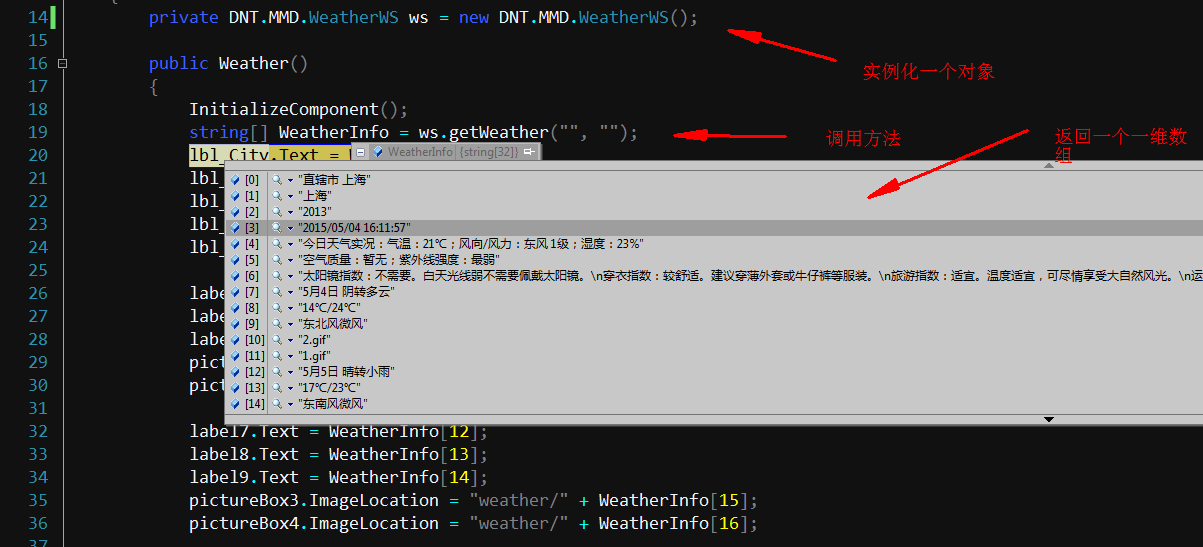 14 private DNT.MMD.WeatherWS ws = new DNT.MMD.WeatherWS();
15
实例化一个对象
16 public Weather()
17 {
18 InitializeComponent();
19 string[] WeatherInfo = ws.getWeather("", "");
调用方法
返回一个一维数
组
20 lbl_City.Text =
WeatherInfo {string[32]}
21 lbl_
22 lbl_
23 lbl_
24 lbl_
25
26 labe
27 labe
28 labe
29 pict
30 pict
31
[0] "直辖市 上海"
[1] "上海"
[2] "2013"
[3] "2015/05/04 16:11:57"
[4] "今日天气实况：气温：21℃；风向/风力：东风 1级；湿度：23%"
[5] "空气质量：暂无；紫外线强度：最弱"
[6] "太阳镜指数：不需要。白天光线弱不需要佩戴太阳镜。\n穿衣指数：较舒适。建议穿薄外套或牛仔裤等服装。\n旅游指数：适宜。温度适宜，可尽情享受大自然风光。\n运
[7] "5月4日 阴转多云"
[8] "14℃/24℃"
[9] "东北风微风"
[10] "2.gif"
[11] "1.gif"
[12] "5月5日 晴转小雨"
[13] "17℃/23℃"
[14] "东南风微风"
32 label7.Text = WeatherInfo[12];
33 label8.Text = WeatherInfo[13];
34 label9.Text = WeatherInfo[14];
35 pictureBox3.ImageLocation = "weather/" + WeatherInfo[15];
36 pictureBox4.ImageLocation = "weather/" + WeatherInfo[16];
37